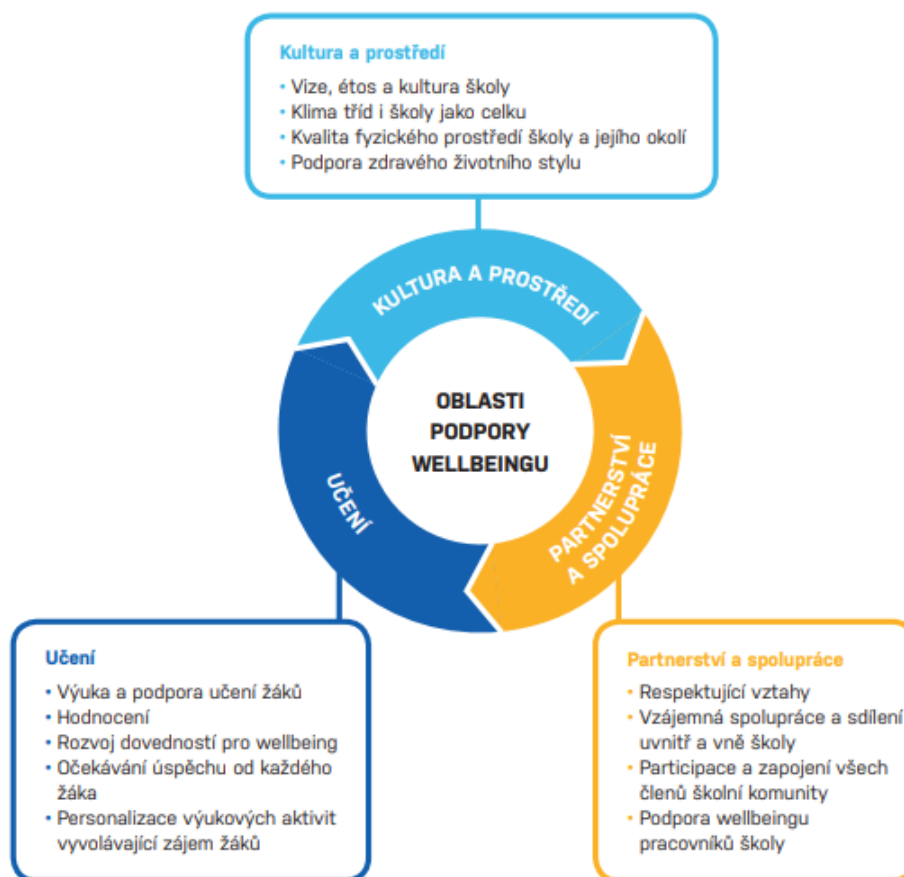 Kultura a prostředí
• Vize, étos a kultura školy
• Klima tříd i školy jako celku
• Kvalita fyzického prostředí školy a jejího okolí
• Podpora zdravého životního stylu
KULTURA A PROSTŘEDÍ
OBLASTI
PODPORY
WELLBEINGU
UČENÍ
PARTNERSTVÍ
A SPOLUPRÁCE
Učení
• Výuka a podpora učení žáků
• Hodnocení
• Rozvoj dovedností pro wellbeing
• Očekávání úspěchu od každého
žáka
• Personalizace výukových aktivit
vyvolávající zájem žáků
Partnerství a spolupráce
• Respektující vztahy
• Vzájemná spolupráce a sdílení
uvnitř a vně školy
• Participace a zapojení všech
členů školní komunity
• Podpora wellbeingu
pracovníků školy